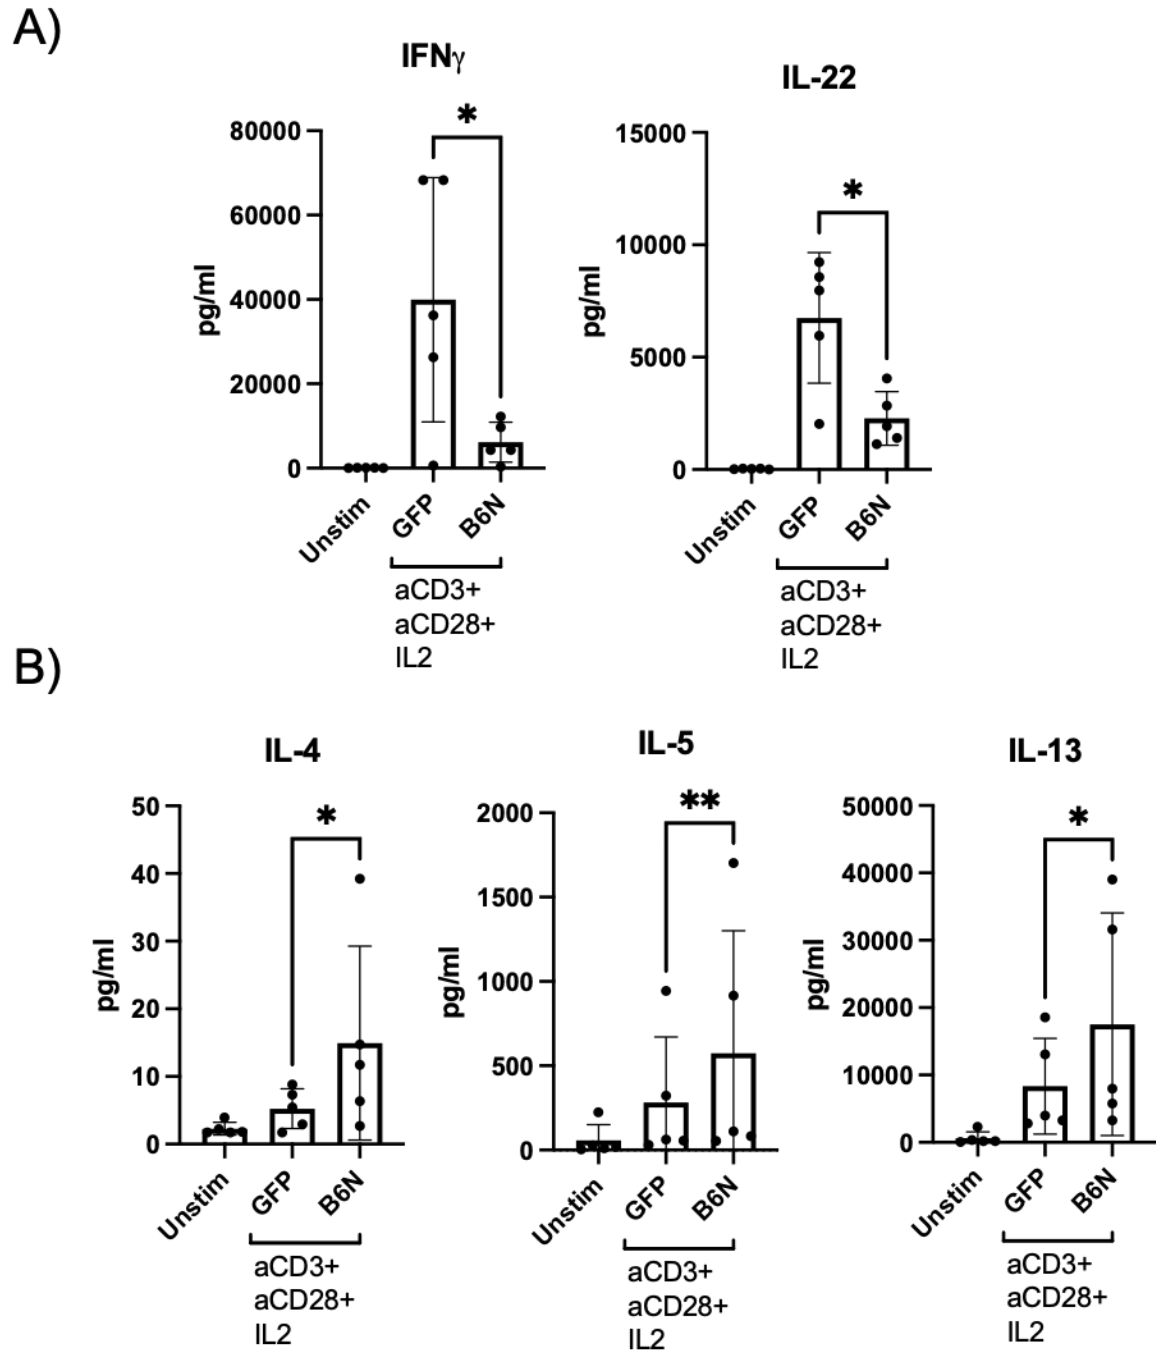 A)
IFNγ
IL-22
*
*
80000
60000
40000
20000
0
pg/ml
15000
10000
5000
0
pg/ml
Unstim
GFP
B6N
Unstim
GFP
B6N
aCD3+
aCD28+
IL2
aCD3+
aCD28+
IL2
B)
IL-4
IL-5
IL-13
*
**
*
50
40
30
20
10
0
pg/ml
2000
1500
1000
500
0
pg/ml
50000
40000
30000
20000
10000
0
pg/ml
Unstim
GFP
B6N
Unstim
GFP
B6N
Unstim
GFP
B6N
aCD3+
aCD28+
IL2
aCD3+
aCD28+
IL2
aCD3+
aCD28+
IL2